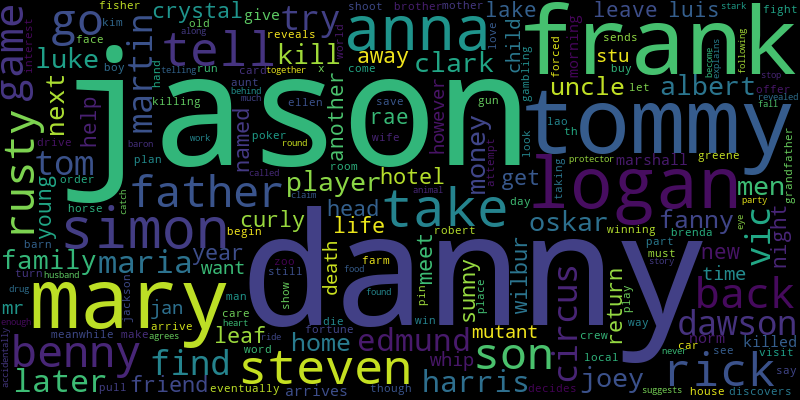 jason
danny
frank
tommy
logan
mary
steven
simon
anna
rick
take
father
tell
benny
find
son
back
rusty
vic
go
try
kill
tom
luke
game
martin
crystal
give
lake
leave
luis
uncle
albert
clark
away
child
stu
another
rae
however
money
hotel
player
named
help
next
young
family
maria
year
want
curly
head
life
death
meet
get
oskar
fanny
men
night
new
time
dawson
norm
killed
circus
return
joey
harris
edmund
mutant
whip
wilbur
sunny
home
leaf
jan
friend
later
mr
fisher
kim
face
old
boy
interest
drive
order
horse
barn
turn
husband
drug
enough
meanwhile
make
accidentally
agrees
arrive
pull
eventually
jackson
man
care
heart
word
fortune
arrives
though
die
ride
zoo
still
begin
show
farm
food
found
win
pin
robert
place
animal
claim
called
round
room
wife
poker
card
gun
ellen
save
aunt
behind
much
run
reveals
telling
together
x
come
world
shoot
brother
mother
love
along
hand
killing
plan
work
baron
catch
day
attempt
look
gambling
forced
morning
sends
buy
let
become
explains
following
stark
fight
stop
offer
revealed
fall
grandfather
greene
lao
th
taking
no
protector
marshall
party
eye
winning
brenda
part
must
story
way
play
crew
local
decides
suggests
never
car
see
house
visit
say
discovers